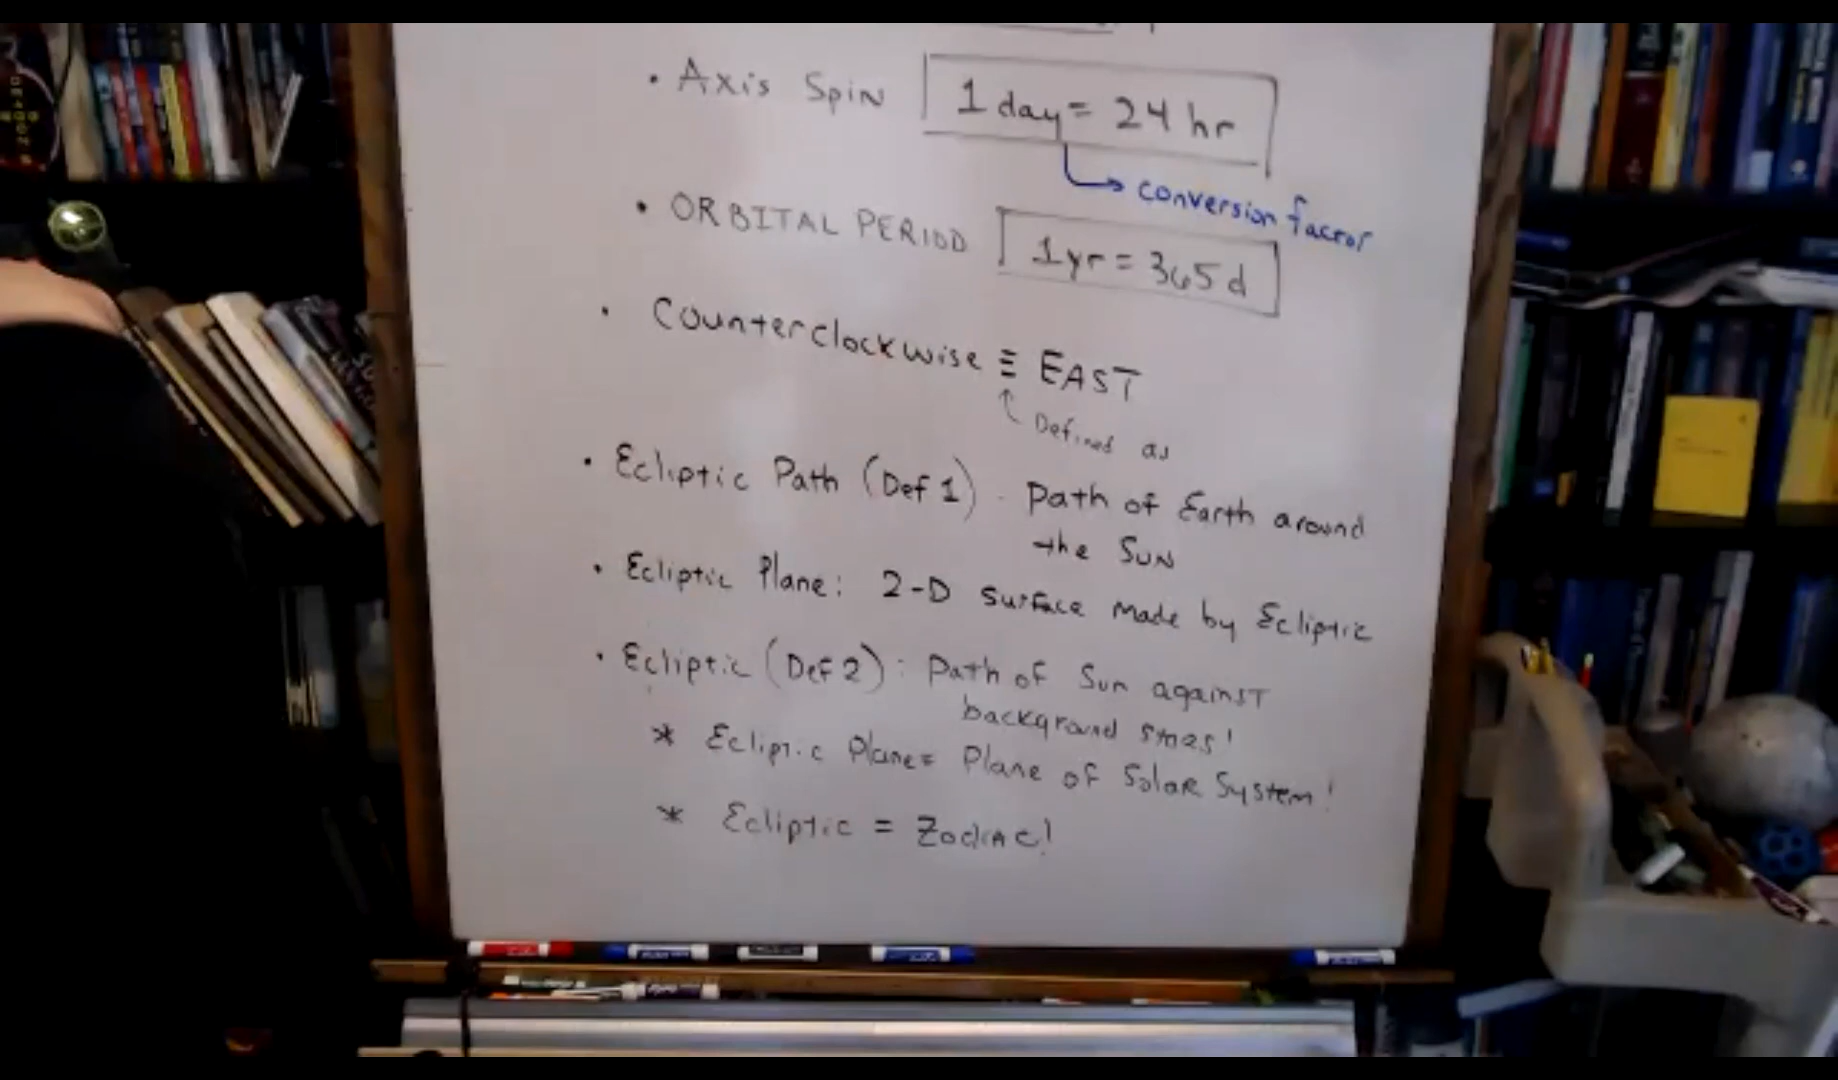 • Axis Spin 1 day = 24 hr
→ conversion factor
• ORBITAL PERIOD 1 yr = 365 d
• Counterclockwise ≡ EAST
↑ Defined as
• Ecliptic Path (Def 1) - Path of Earth around
the Sun
• Ecliptic Plane: 2-D surface made by Ecliptic
• Ecliptic (Def 2): Path of Sun against
background stars!
* Ecliptic Plane = Plane of Solar System!
* Ecliptic = Zodiac!